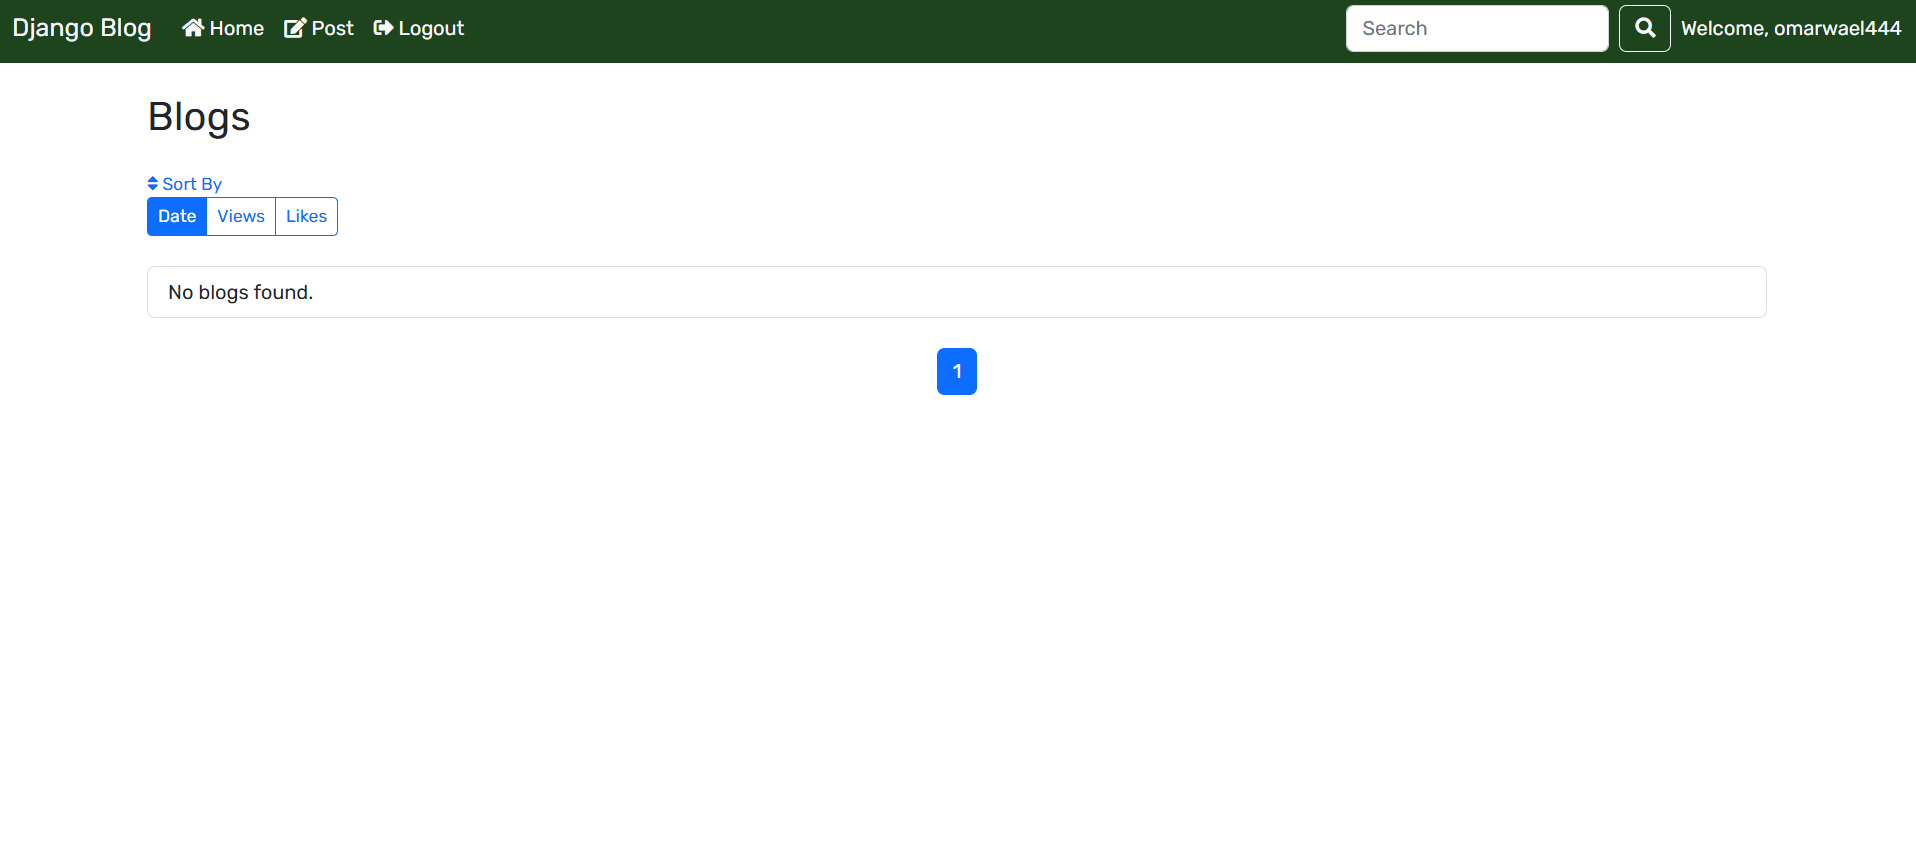 Django Blog Home Post Logout Search Welcome, omarwael444
Blogs
Sort By
Date Views Likes
No blogs found.
1